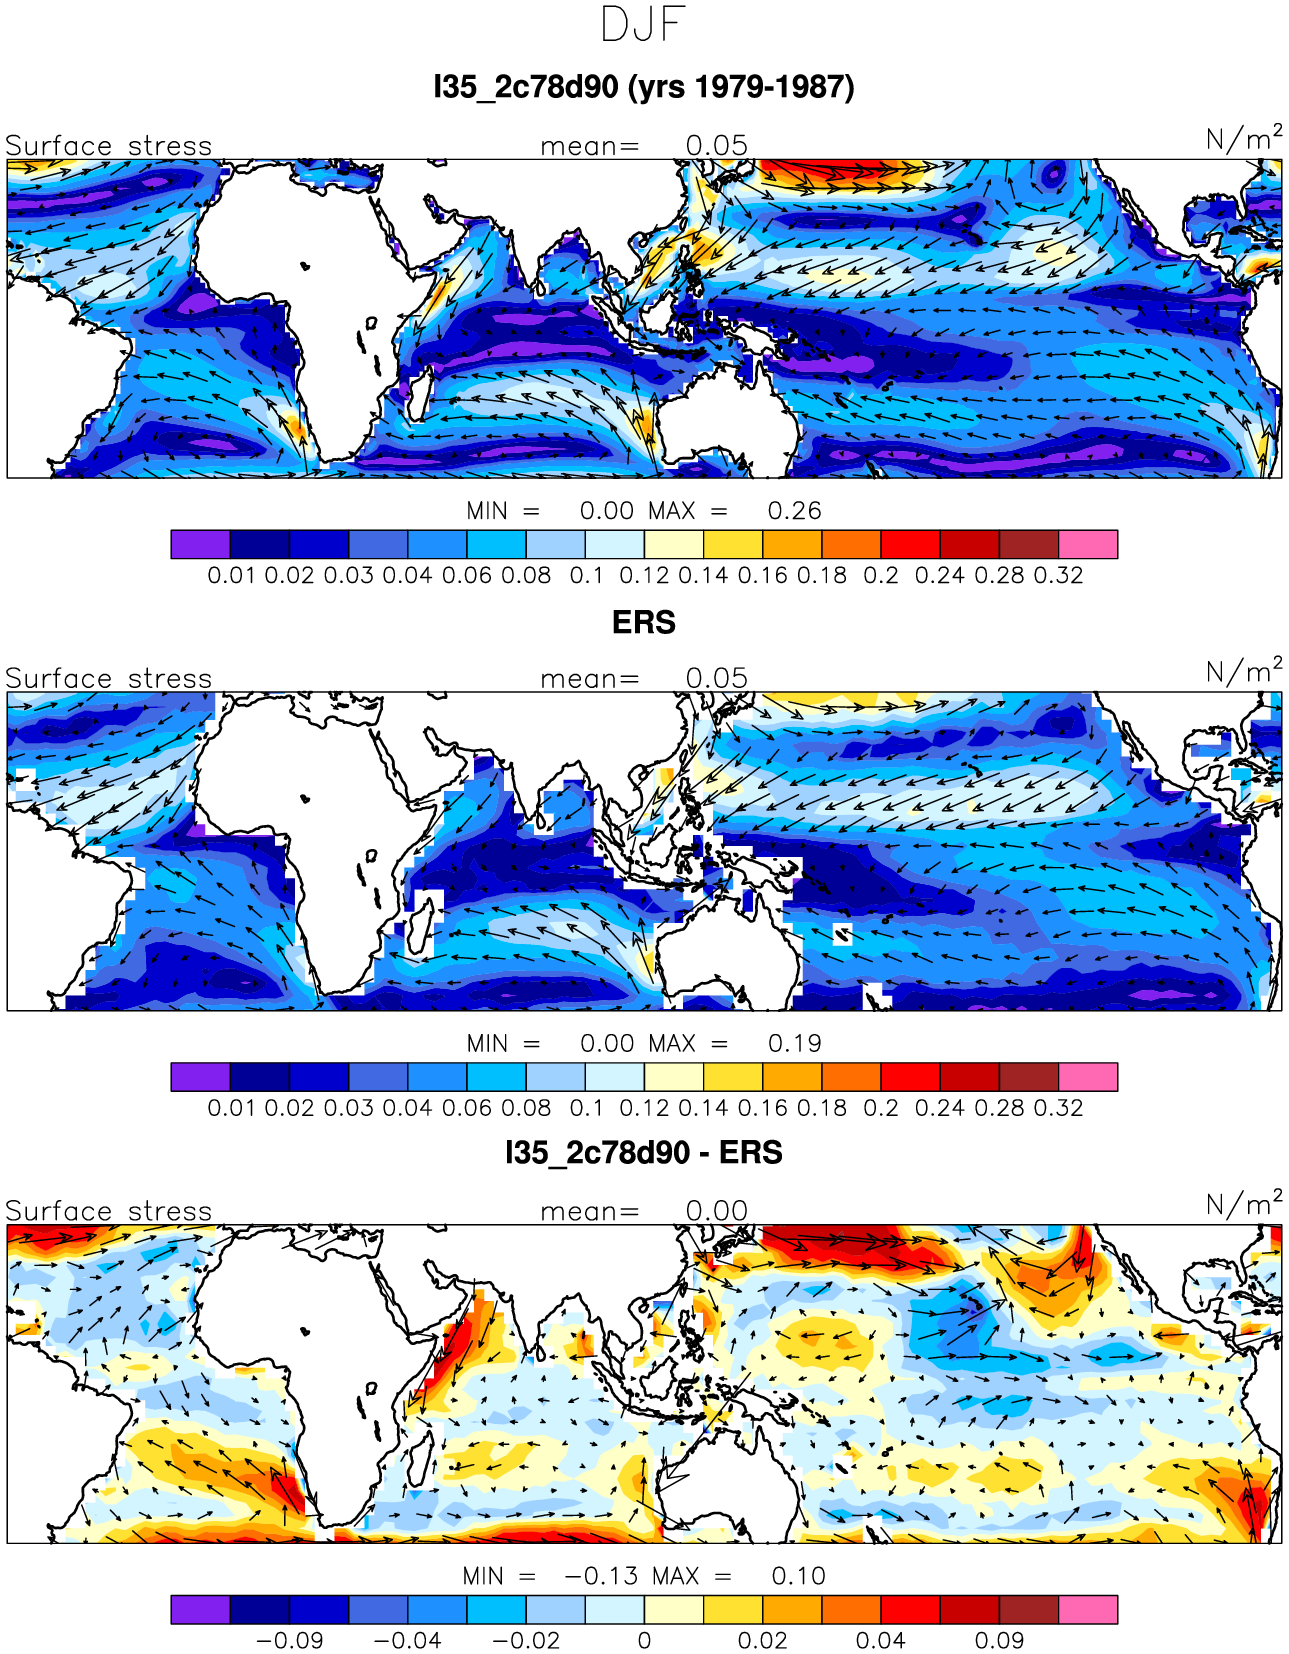 DJF
I35_2c78d90 (yrs 1979-1987)
Surface stress mean= 0.05 N/m²
MIN = 0.00 MAX = 0.26
0.01 0.02 0.03 0.04 0.06 0.08 0.1 0.12 0.14 0.16 0.18 0.2 0.24 0.28 0.32
ERS
Surface stress mean= 0.05 N/m²
MIN = 0.00 MAX = 0.19
0.01 0.02 0.03 0.04 0.06 0.08 0.1 0.12 0.14 0.16 0.18 0.2 0.24 0.28 0.32
I35_2c78d90 - ERS
Surface stress mean= 0.00 N/m²
MIN = −0.13 MAX = 0.10
−0.09 −0.04 −0.02 0 0.02 0.04 0.09